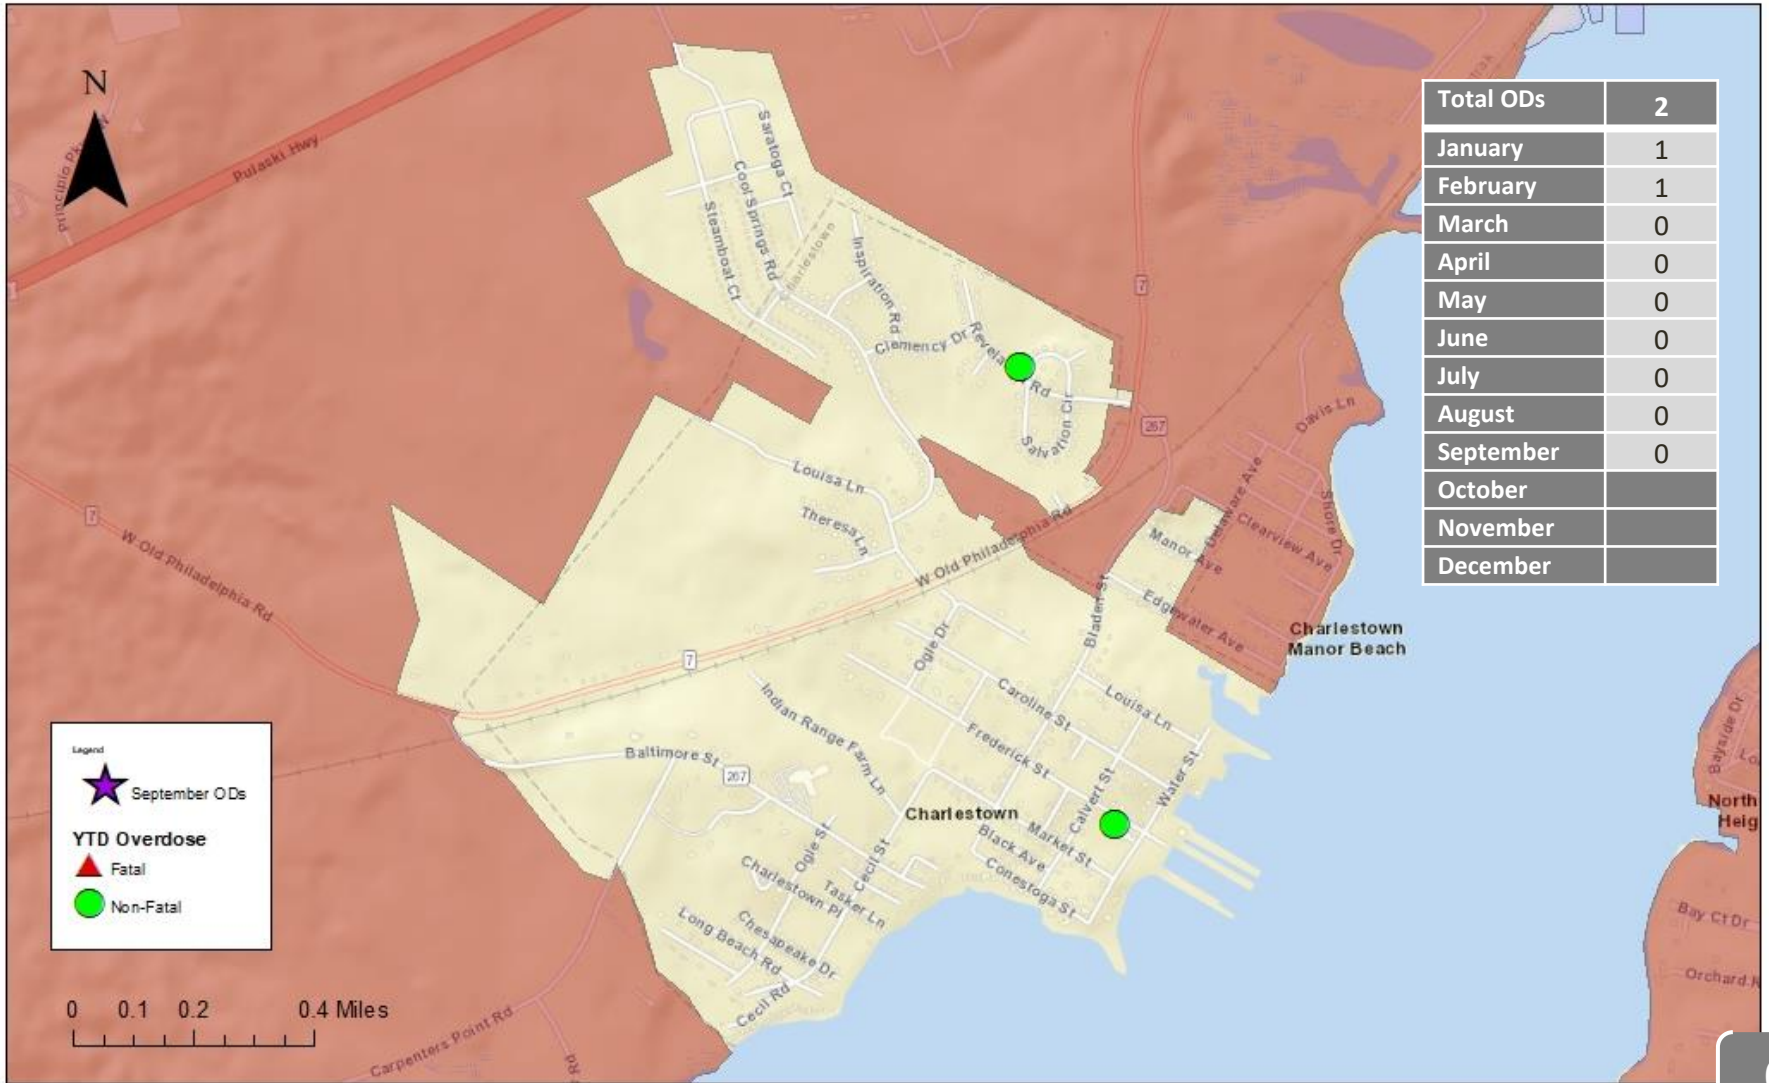 N
Principio Pk
Pulaski Hwy
Saratoga Ct
Cool Springs Rd
Steamboat Ct
Charlestown
Inspiration Rd
Clemency Dr
Rd
Salvation Cir
7
267
Davis Ln
Delaware Ave
Clearview Ave
Shore Dr
Manor Ave
Edgewater Ave
Bladen St
Charlestown
Manor Beach
7
W Old Philadelphia Rd
Louisa Ln
Theresa Ln
W Old Philadelphia Rd
7
Ogle Dr
Caroline St
Louisa Ln
Frederick St
Indian Range Farm Ln
Baltimore St
267
Calvert St
Water St
Charlestown
Market St
Black Ave
Conestoga St
Ogle St
Cecil St
Charlestown Pl
Tasker Ln
Chesapeake Dr
Long Beach Rd
Cecil Rd
Carpenters Point Rd
Rd
Bayside Dr
North
Heig
Bay Ct Dr
Orchard
Total ODs 2
January 1
February 1
March 0
April 0
May 0
June 0
July 0
August 0
September 0
October
November
December
Legend
September ODs
YTD Overdose
Fatal
Non-Fatal
0 0.1 0.2 0.4 Miles